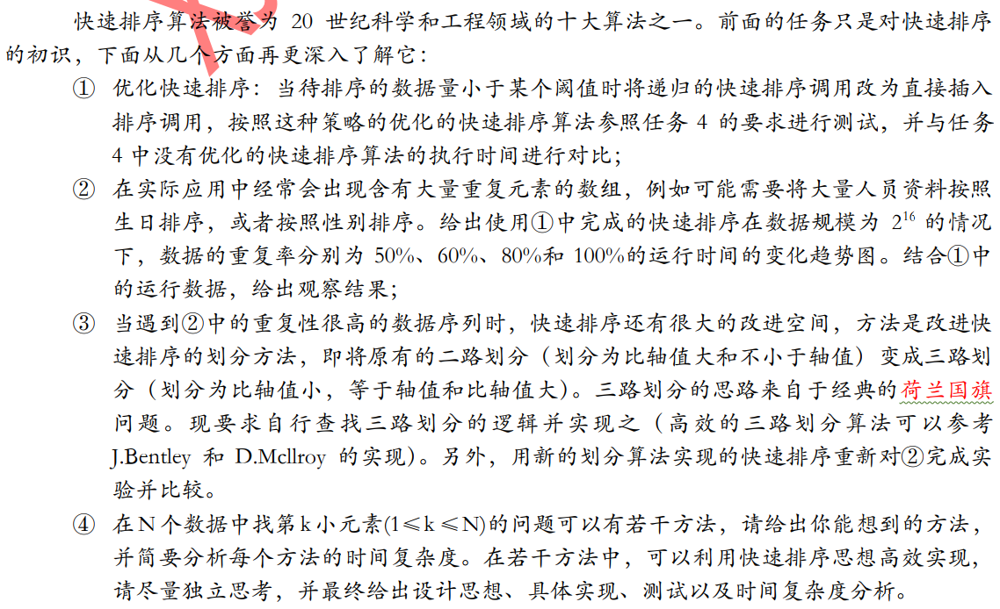 快速排序算法被誉为 20 世纪科学和工程领域的十大算法之一。前面的任务只是对快速排序
的初识，下面从几个方面再更深入了解它：
① 优化快速排序：当待排序的数据量小于某个阈值时将递归的快速排序调用改为直接插入
排序调用，按照这种策略的优化的快速排序算法参照任务 4 的要求进行测试，并与任务
4 中没有优化的快速排序算法的执行时间进行对比；
② 在实际应用中经常会出现含有大量重复元素的数组，例如可能需要将大量人员资料按照
生日排序，或者按照性别排序。给出使用①中完成的快速排序在数据规模为 2¹⁶ 的情况
下，数据的重复率分别为 50%、60%、80%和 100%的运行时间的变化趋势图。结合①中
的运行数据，给出观察结果；
③ 当遇到②中的重复性很高的数据序列时，快速排序还有很大的改进空间，方法是改进快
速排序的划分方法，即将原有的二路划分（划分为比轴值大和不小于轴值）变成三路划
分（划分为比轴值小，等于轴值和比轴值大）。三路划分的思路来自于经典的荷兰国旗
问题。现要求自行查找三路划分的逻辑并实现之（高效的三路划分算法可以参考
J.Bentley 和 D.Mcllroy 的实现）。另外，用新的划分算法实现的快速排序重新对②完成实
验并比较。
④ 在N个数据中找第k小元素(1≤k≤N)的问题可以有若干方法，请给出你能想到的方法，
并简要分析每个方法的时间复杂度。在若干方法中，可以利用快速排序思想高效实现，
请尽量独立思考，并最终给出设计思想、具体实现、测试以及时间复杂度分析。